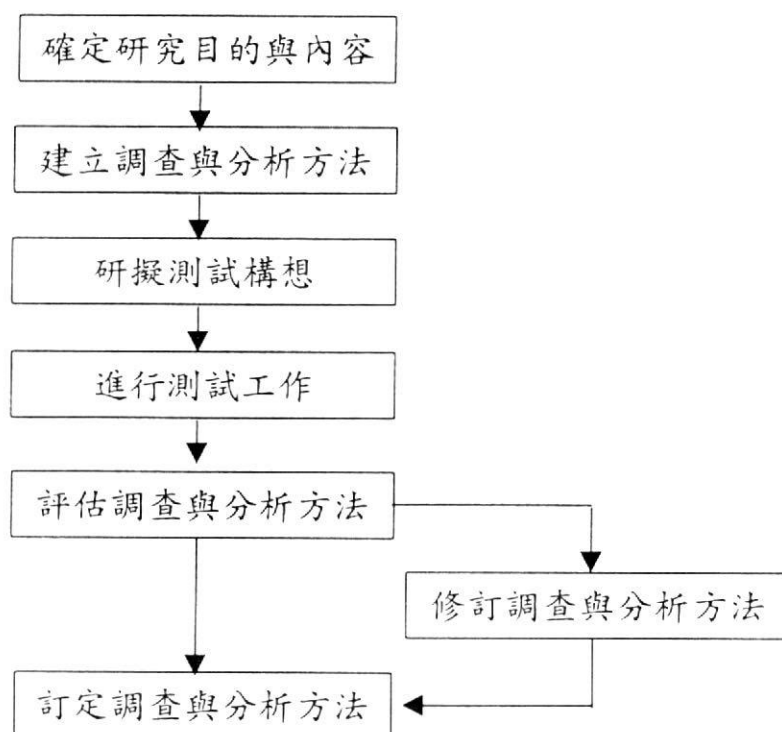 確定研究目的與內容
建立調查與分析方法
研擬測試構想
進行測試工作
評估調查與分析方法
修訂調查與分析方法
訂定調查與分析方法